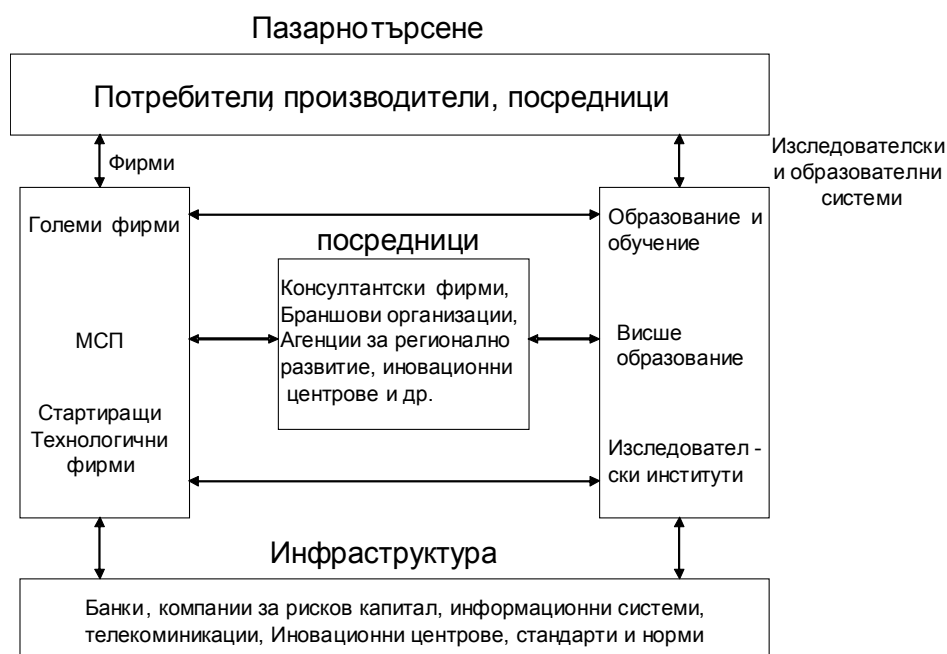 Пазарно търсене
Потребители, производители, посредници
Фирми
Изследователски
и образователни
системи
Големи фирми
МСП
Стартиращи
Технологични
фирми
посредници
Консултантски фирми,
Браншови организации,
Агенции за регионално
развитие, иновационни
центрове и др.
Образование и
обучение
Висше
образование
Изследовател -
ски институти
Инфраструктура
Банки, компании за рисков капитал, информационни системи,
телекоминикации, Иновационни центрове, стандарти и норми